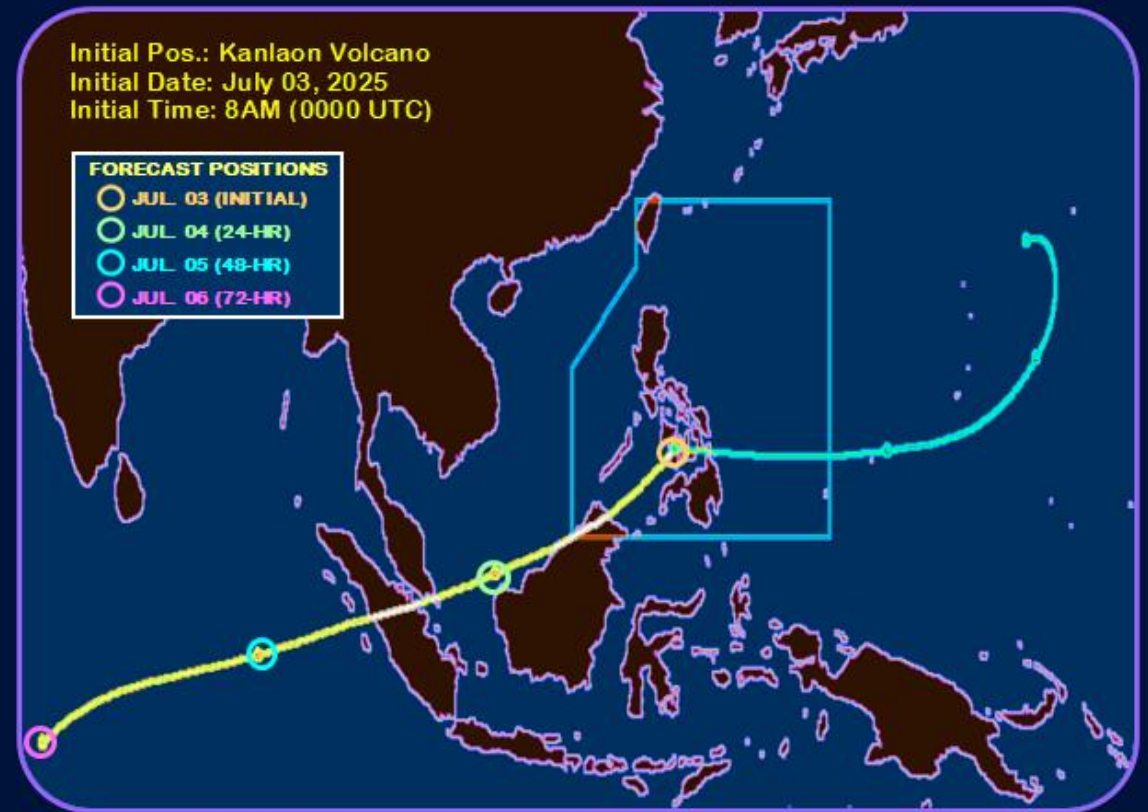 Initial Pos.: Kanlaon Volcano
Initial Date: July 03, 2025
Initial Time: 8AM (0000 UTC)
FORECAST POSITIONS
JUL. 03 (INITIAL)
JUL. 04 (24-HR)
JUL. 05 (48-HR)
JUL. 06 (72-HR)